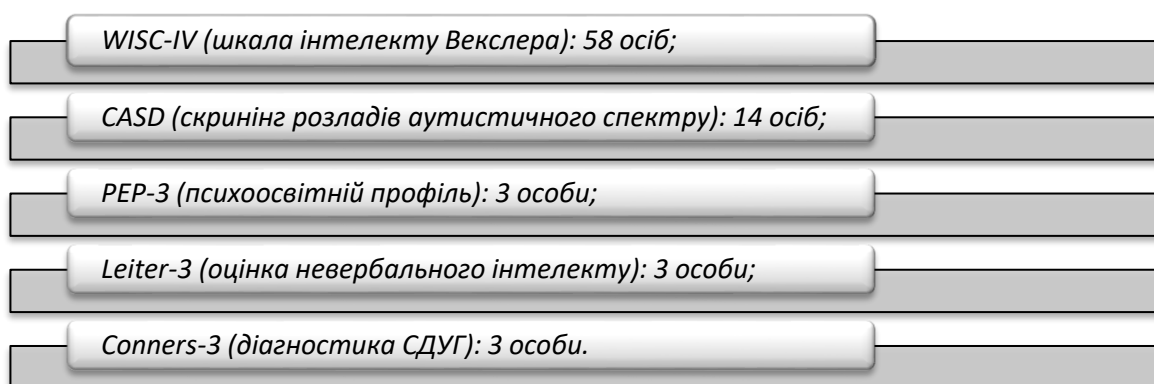 WISC-IV (шкала інтелекту Векслера): 58 осіб;
CASD (скринінг розладів аутистичного спектру): 14 осіб;
PEP-3 (психоосвітній профіль): 3 особи;
Leiter-3 (оцінка невербального інтелекту): 3 особи;
Conners-3 (діагностика СДУГ): 3 особи.